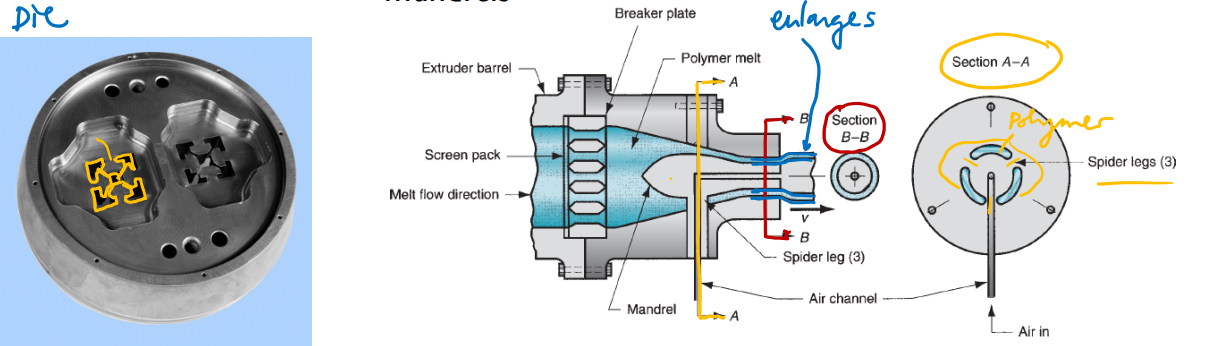 Die
Breaker plate
enlarges
Extruder barrel
Polymer melt
A
Section A–A
B
Section
B–B
Polymer
Screen pack
Spider legs (3)
Melt flow direction
v
B
Spider leg (3)
Air channel
Mandrel
A
Air in